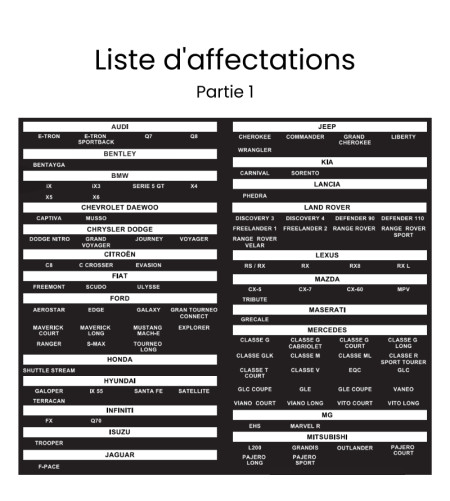 Liste d'affectations
Partie 1
AUDI
E-TRON E-TRON SPORTBACK Q7 Q8
BENTLEY
BENTAYGA
BMW
iX iX3 SERIE 5 GT X4
X5 X6
CHEVROLET DAEWOO
CAPTIVA MUSSO
CHRYSLER DODGE
DODGE NITRO GRAND VOYAGER JOURNEY VOYAGER
CITROËN
C8 C CROSSER EVASION
FIAT
FREEMONT SCUDO ULYSSE
FORD
AEROSTAR EDGE GALAXY GRAN TOURNEO CONNECT
MAVERICK COURT MAVERICK LONG MUSTANG MACH-E EXPLORER
RANGER S-MAX TOURNEO LONG
HONDA
SHUTTLE STREAM
HYUNDAI
GALOPER IX 55 SANTA FE SATELLITE
TERRACAN
INFINITI
FX Q70
ISUZU
TROOPER
JAGUAR
F-PACE
JEEP
CHEROKEE COMMANDER GRAND CHEROKEE LIBERTY
WRANGLER
KIA
CARNIVAL SORENTO
LANCIA
PHEDRA
LAND ROVER
DISCOVERY 3 DISCOVERY 4 DEFENDER 90 DEFENDER 110
FREELANDER 1 FREELANDER 2 RANGE ROVER RANGE ROVER SPORT
RANGE ROVER VELAR
LEXUS
RS / RX RX RX8 RX L
MAZDA
CX-5 CX-7 CX-60 MPV
TRIBUTE
MASERATI
GRECALE
MERCEDES
CLASSE G CLASSE G CABRIOLET CLASSE G COURT CLASSE G LONG
CLASSE GLK CLASSE M CLASSE ML CLASSE R SPORT TOURER
CLASSE T COURT CLASSE V EQC GLC
GLC COUPE GLE GLE COUPE VANEO
VIANO COURT VIANO LONG VITO COURT VITO LONG
MG
EHS MARVEL R
MITSUBISHI
L200 GRANDIS OUTLANDER PAJERO COURT
PAJERO LONG PAJERO SPORT